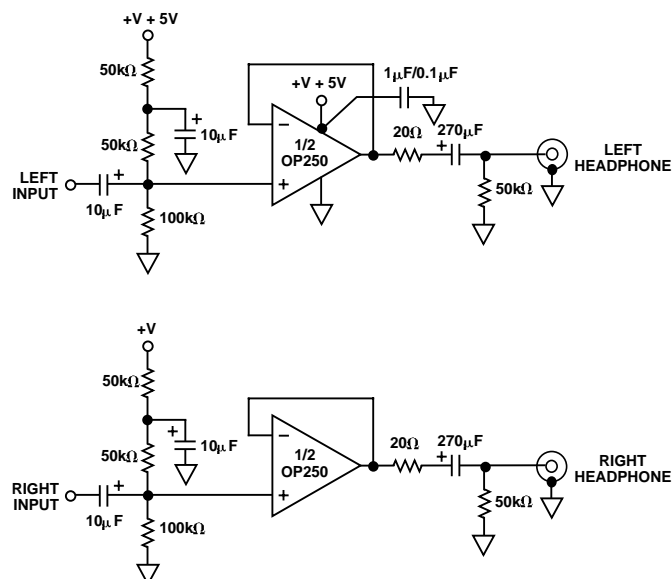 +V + 5V
50kΩ
50kΩ
10μF
LEFT
INPUT
10μF
100kΩ
+V + 5V
1μF/0.1μF
−
1/2
OP250
+
20Ω
270μF
50kΩ
LEFT
HEADPHONE
+V
50kΩ
50kΩ
10μF
RIGHT
INPUT
10μF
100kΩ
−
1/2
OP250
+
20Ω
270μF
50kΩ
RIGHT
HEADPHONE